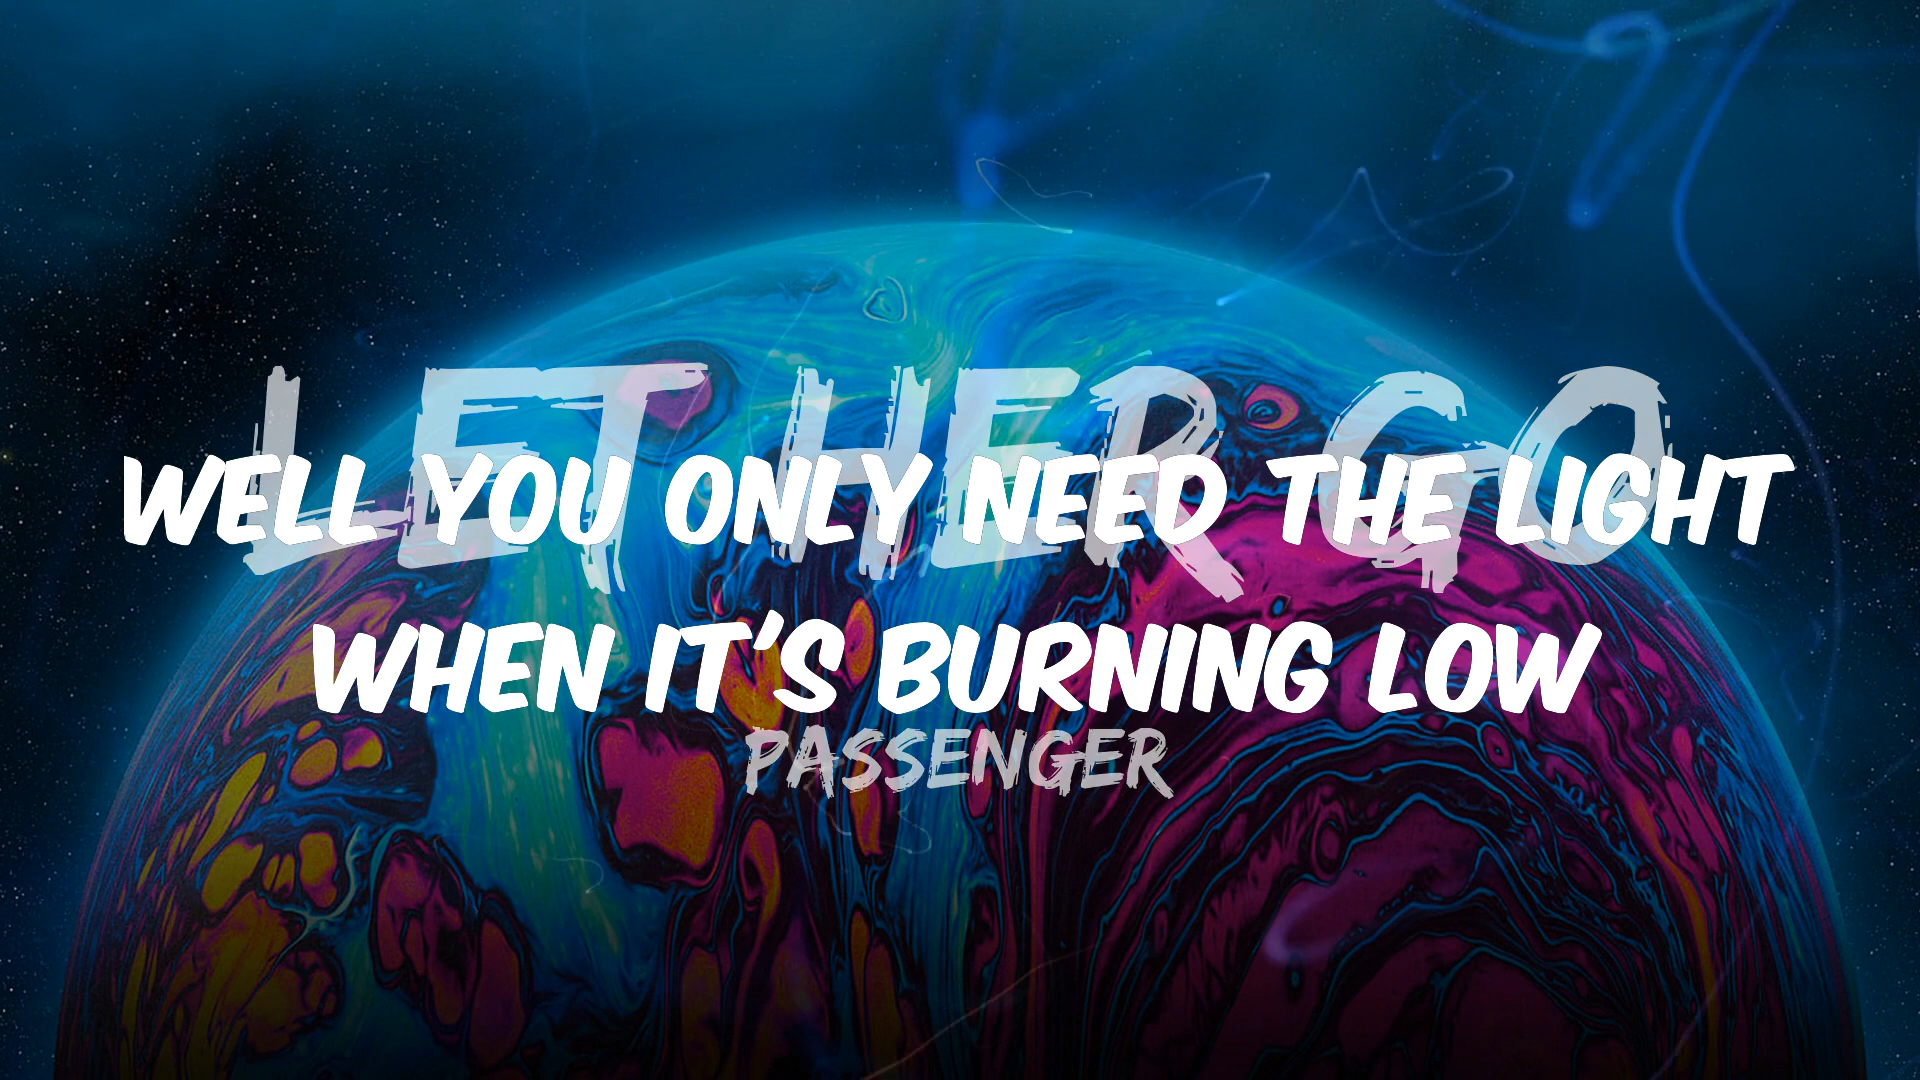 LET HER GO
WELL YOU ONLY NEED THE LIGHT
WHEN IT'S BURNING LOW
PASSENGER